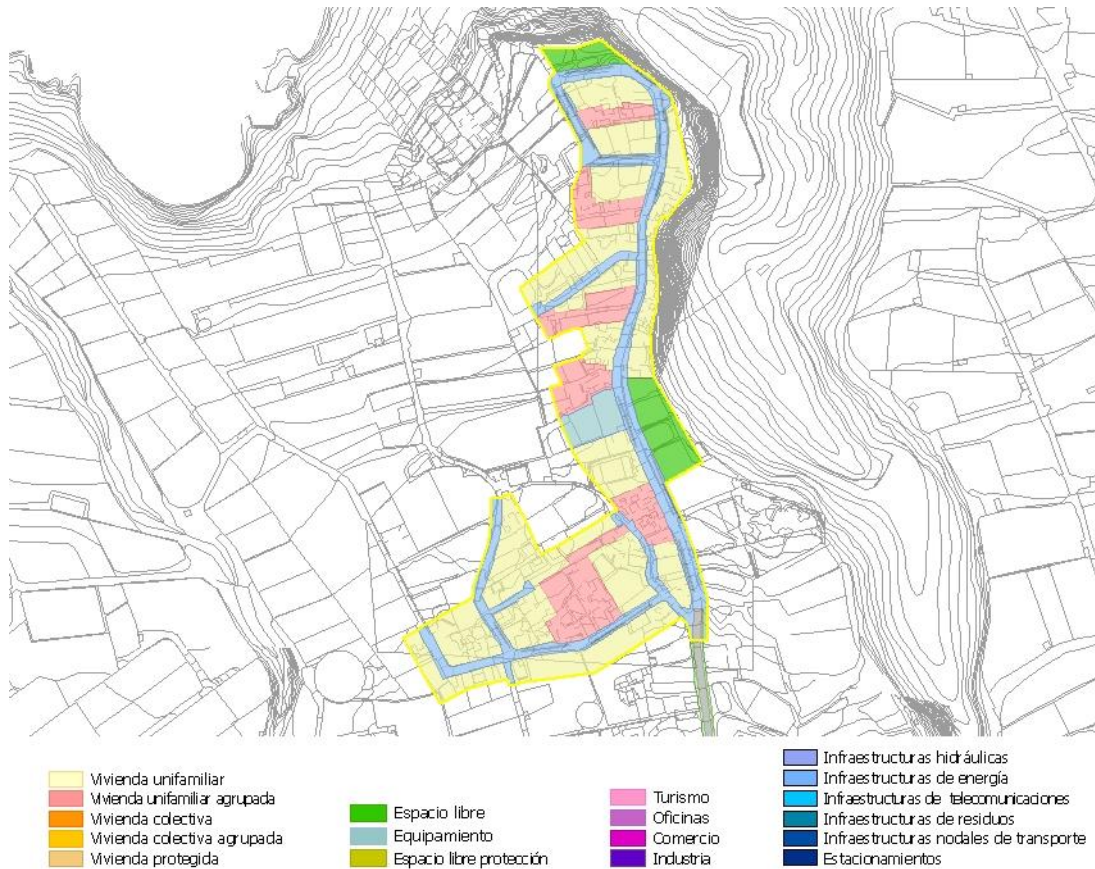 Vivienda unifamiliar
Vivienda unifamiliar agrupada
Vivienda colectiva
Vivienda colectiva agrupada
Vivienda protegida
Espacio libre
Equipamiento
Espacio libre protección
Turismo
Oficinas
Comercio
Industria
Infraestructuras hidráulicas
Infraestructuras de energía
Infraestructuras de telecomunicaciones
Infraestructuras de residuos
Infraestructuras nodales de transporte
Estacionamientos